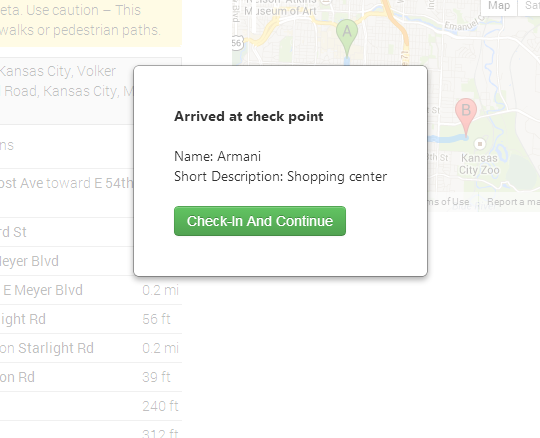 eta. Use caution – This
walks or pedestrian paths.
Kansas City, Volker
Road, Kansas City, M
ns
ost Ave toward E 54th
rd St
Meyer Blvd
E Meyer Blvd 0.2 mi
light Rd 56 ft
on Starlight Rd 0.2 mi
on Rd 39 ft
240 ft
312 ft
Museum of Art
Map Sat
56
A
Emanuel C
B
Kansas
City Zoo
rms of Use Report a ma
Arrived at check point
Name: Armani
Short Description: Shopping center
Check-In And Continue